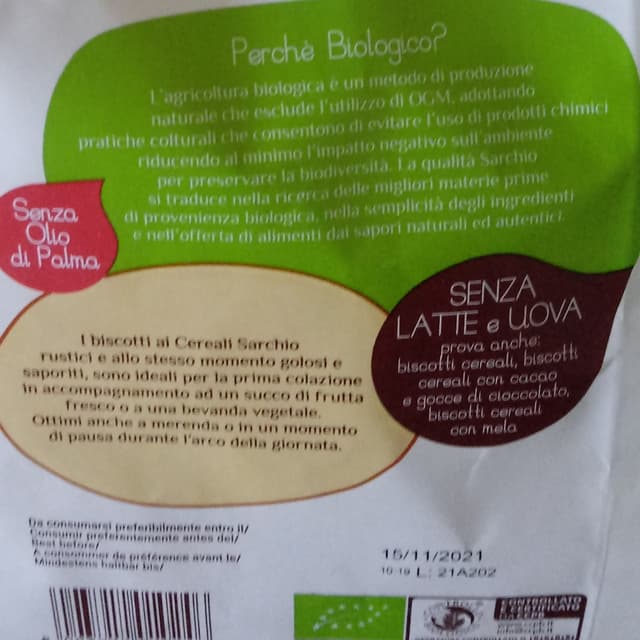 Perchè Biologico?
L'agricoltura biologica è un metodo di produzione
naturale che esclude l'utilizzo di OGM, adottando
pratiche colturali che consentono di evitare l'uso di prodotti chimici
riducendo al minimo l'impatto negativo sull'ambiente
per preservare la biodiversità. La qualità Sarchio
si traduce nella ricerca delle migliori materie prime
di provenienza biologica, nella semplicità degli ingredienti
e nell'offerta di alimenti dai sapori naturali ed autentici.
Senza
Olio
di Palma
SENZA
LATTE e UOVA
prova anche:
biscotti cereali, biscotti
cereali con cacao
e gocce di cioccolato,
biscotti cereali
con mela
I biscotti ai Cereali Sarchio
rustici e allo stesso momento golosi e
saporiti, sono ideali per la prima colazione
in accompagnamento ad un succo di frutta
fresco o a una bevanda vegetale.
Ottimi anche a merenda o in un momento
di pausa durante l'arco della giornata.
Da consumarsi preferibilmente entro il/
Consumir preferentemente antes del/
Best before/
A consommer de préférence avant le/
Mindestens haltbar bis/
15/11/2021
L: 21A202